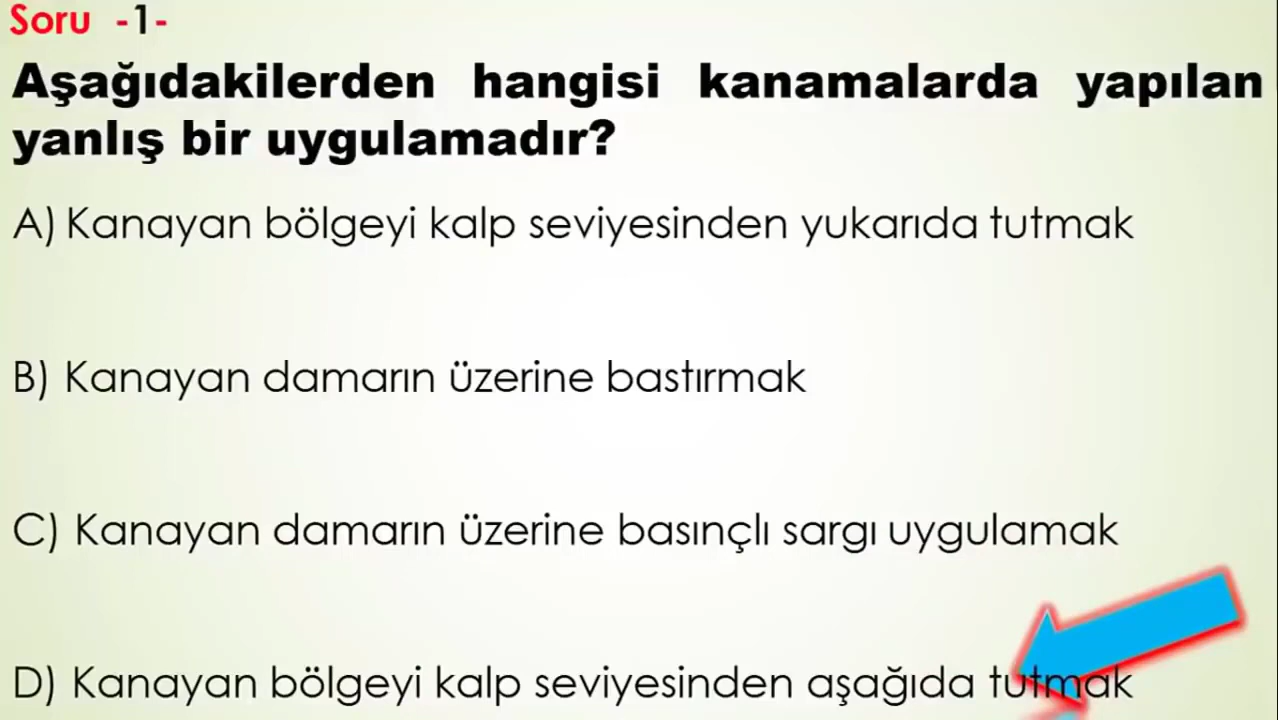 Soru -1-
Aşağıdakilerden hangisi kanamalarda yapılan
yanlış bir uygulamadır?
A) Kanayan bölgeyi kalp seviyesinden yukarıda tutmak
B) Kanayan damarın üzerine bastırmak
C) Kanayan damarın üzerine basınçlı sargı uygulamak
D) Kanayan bölgeyi kalp seviyesinden aşağıda tutmak